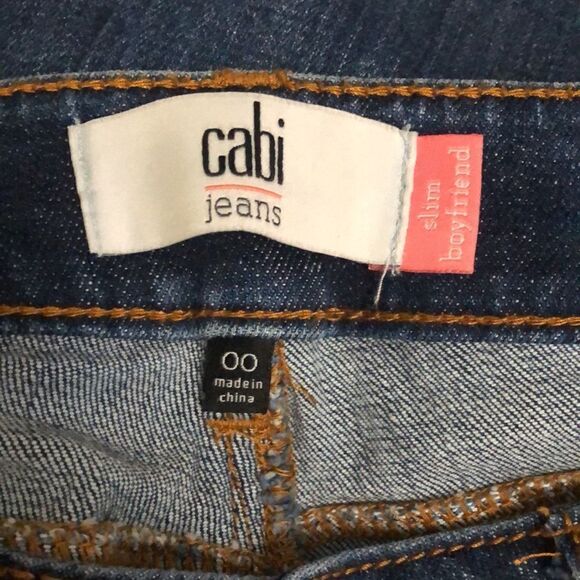 cabi
jeans
slim
boyfriend
00
made in
china